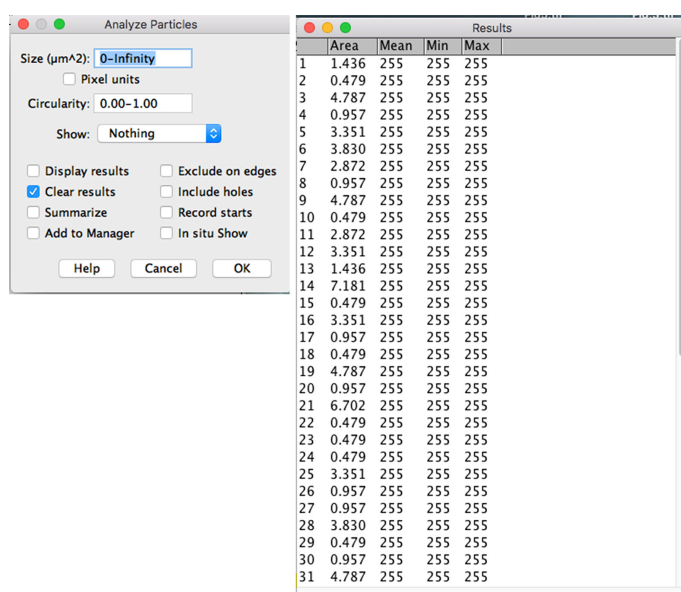 Analyze Particles
Size (µm^2): 0-Infinity
Pixel units
Circularity: 0.00-1.00
Show: Nothing
Display results Exclude on edges
Clear results Include holes
Summarize Record starts
Add to Manager In situ Show
Help Cancel OK
Results
Area Mean Min Max
1 1.436 255 255 255
2 0.479 255 255 255
3 4.787 255 255 255
4 0.957 255 255 255
5 3.351 255 255 255
6 3.830 255 255 255
7 2.872 255 255 255
8 0.957 255 255 255
9 4.787 255 255 255
10 0.479 255 255 255
11 2.872 255 255 255
12 3.351 255 255 255
13 1.436 255 255 255
14 7.181 255 255 255
15 0.479 255 255 255
16 3.351 255 255 255
17 0.957 255 255 255
18 0.479 255 255 255
19 4.787 255 255 255
20 0.957 255 255 255
21 6.702 255 255 255
22 0.479 255 255 255
23 0.479 255 255 255
24 0.479 255 255 255
25 3.351 255 255 255
26 0.957 255 255 255
27 0.957 255 255 255
28 3.830 255 255 255
29 0.479 255 255 255
30 0.957 255 255 255
31 4.787 255 255 255